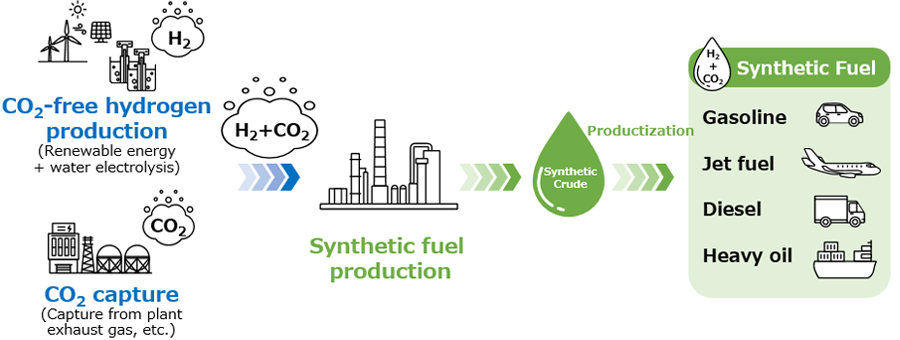 H₂
CO₂-free hydrogen
production
(Renewable energy
+ water electrolysis)
CO₂
CO₂ capture
(Capture from plant
exhaust gas, etc.)
H₂+CO₂
Synthetic fuel
production
Synthetic
Crude
Productization
H₂
+
CO₂
Synthetic Fuel
Gasoline
Jet fuel
Diesel
Heavy oil